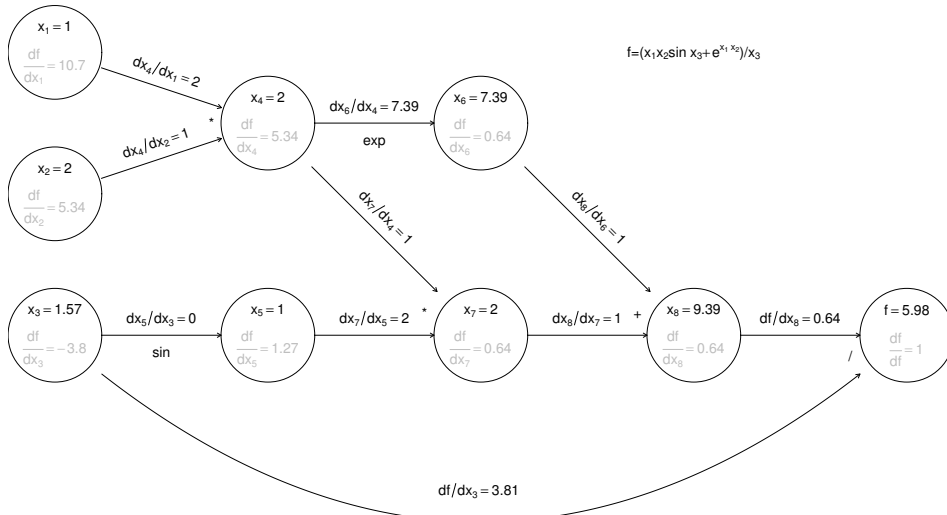 x₁ = 1
df/dx₁ = 10.7
dx₄/dx₁ = 2
f=(x₁x₂sin x₃+e^(x₁ x₂))/x₃
x₄ = 2
df/dx₄ = 5.34
*
dx₆/dx₄ = 7.39
exp
x₆ = 7.39
df/dx₆ = 0.64
x₂ = 2
df/dx₂ = 5.34
dx₄/dx₂ = 1
dx₇/dx₄ = 1
dx₈/dx₆ = 1
x₃ = 1.57
df/dx₃ = −3.8
dx₅/dx₃ = 0
sin
x₅ = 1
df/dx₅ = 1.27
dx₇/dx₅ = 2
*
x₇ = 2
df/dx₇ = 0.64
dx₈/dx₇ = 1
+
x₈ = 9.39
df/dx₈ = 0.64
df/dx₈ = 0.64
/
f = 5.98
df/df = 1
df/dx₃ = 3.81